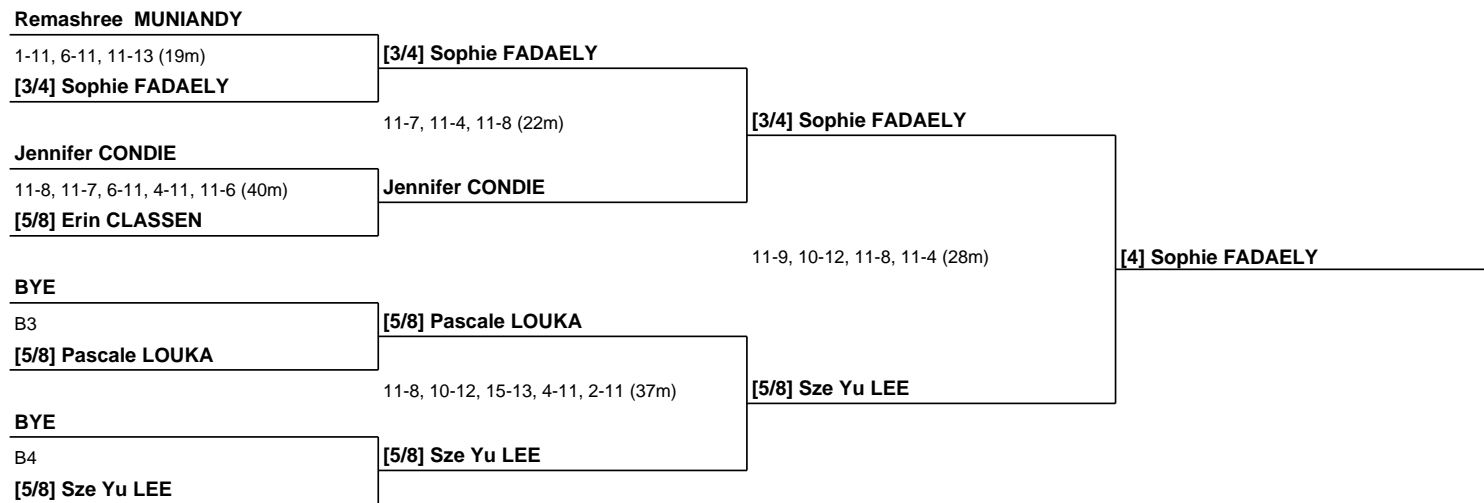 Remashree  MUNIANDY
1-11, 6-11, 11-13 (19m)
[3/4] Sophie FADAELY
Jennifer CONDIE
11-8, 11-7, 6-11, 4-11, 11-6 (40m)
[5/8] Erin CLASSEN
BYE
B3
[5/8] Pascale LOUKA
BYE
B4
[5/8] Sze Yu LEE
[3/4] Sophie FADAELY
11-7, 11-4, 11-8 (22m)
Jennifer CONDIE
[5/8] Pascale LOUKA
11-8, 10-12, 15-13, 4-11, 2-11 (37m)
[5/8] Sze Yu LEE
[3/4] Sophie FADAELY
11-9, 10-12, 11-8, 11-4 (28m)
[5/8] Sze Yu LEE
[4] Sophie FADAELY